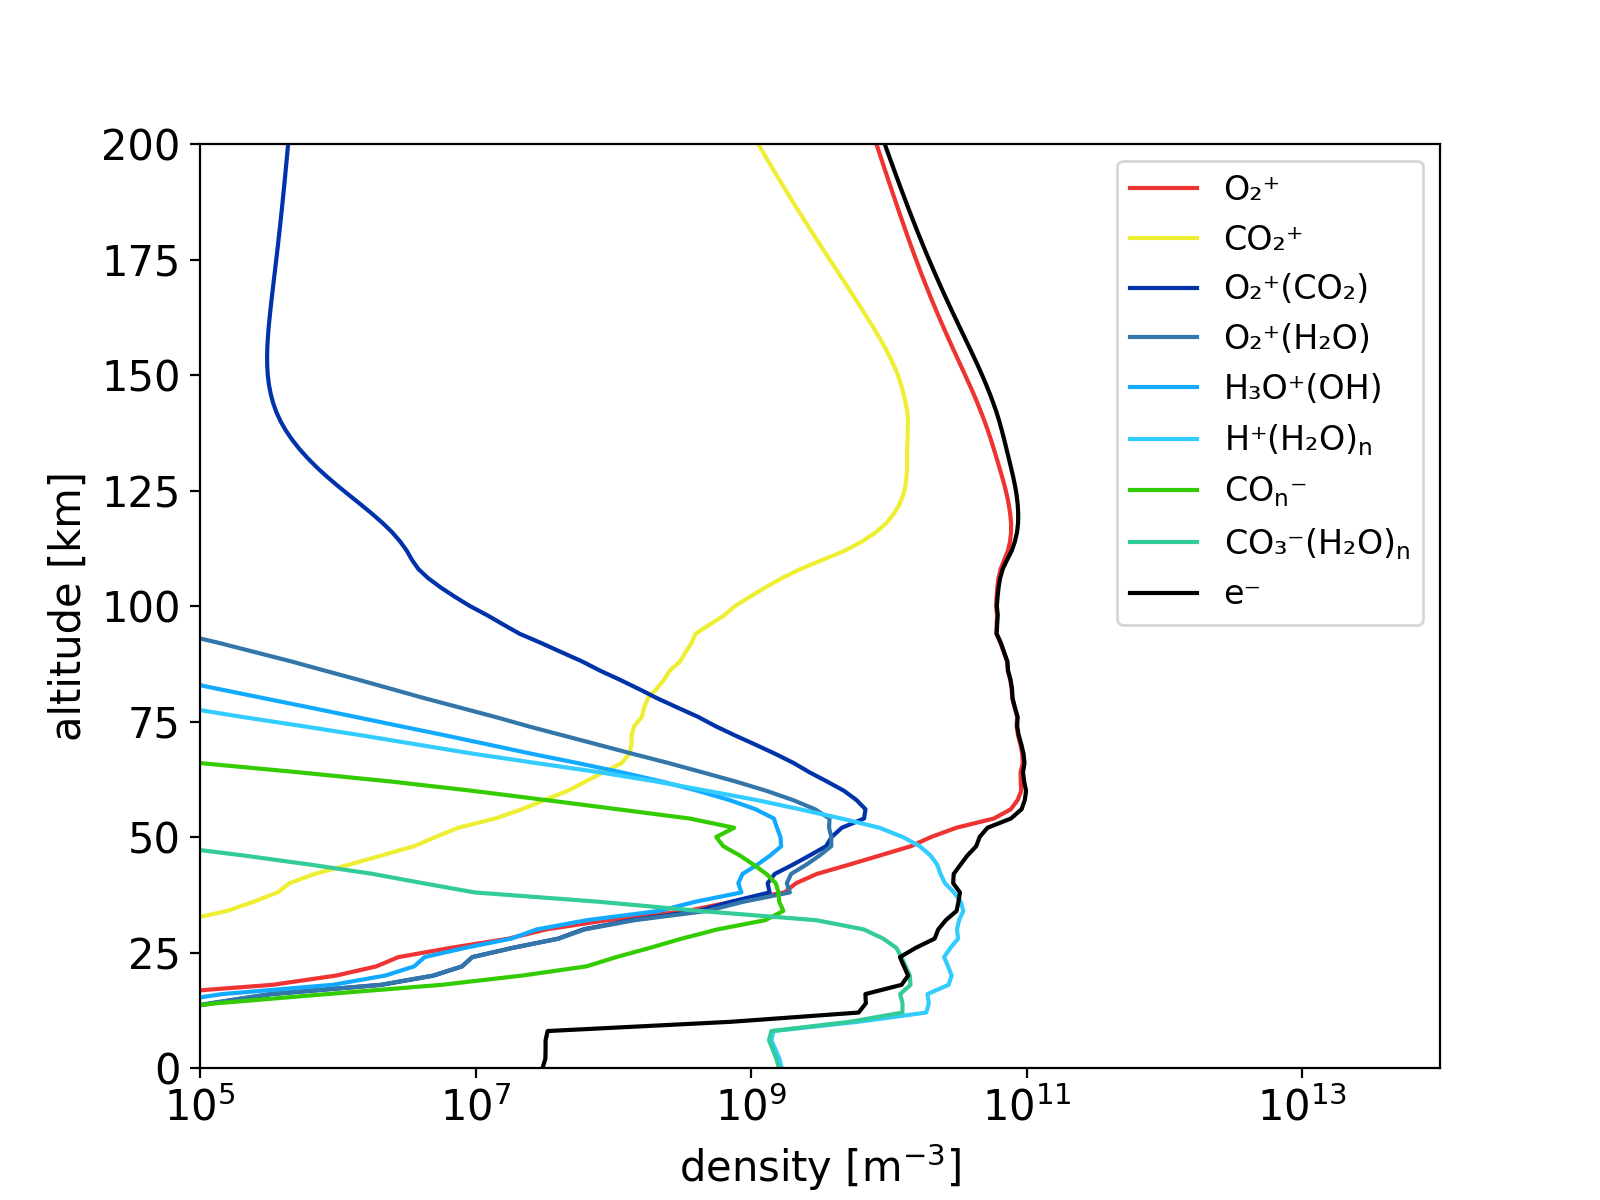 200
175
150
125
100
75
50
25
0
altitude [km]
10⁵ 10⁷ 10⁹ 10¹¹ 10¹³
density [m⁻³]
O₂⁺
CO₂⁺
O₂⁺(CO₂)
O₂⁺(H₂O)
H₃O⁺(OH)
H⁺(H₂O)ₙ
COₙ⁻
CO₃⁻(H₂O)ₙ
e⁻